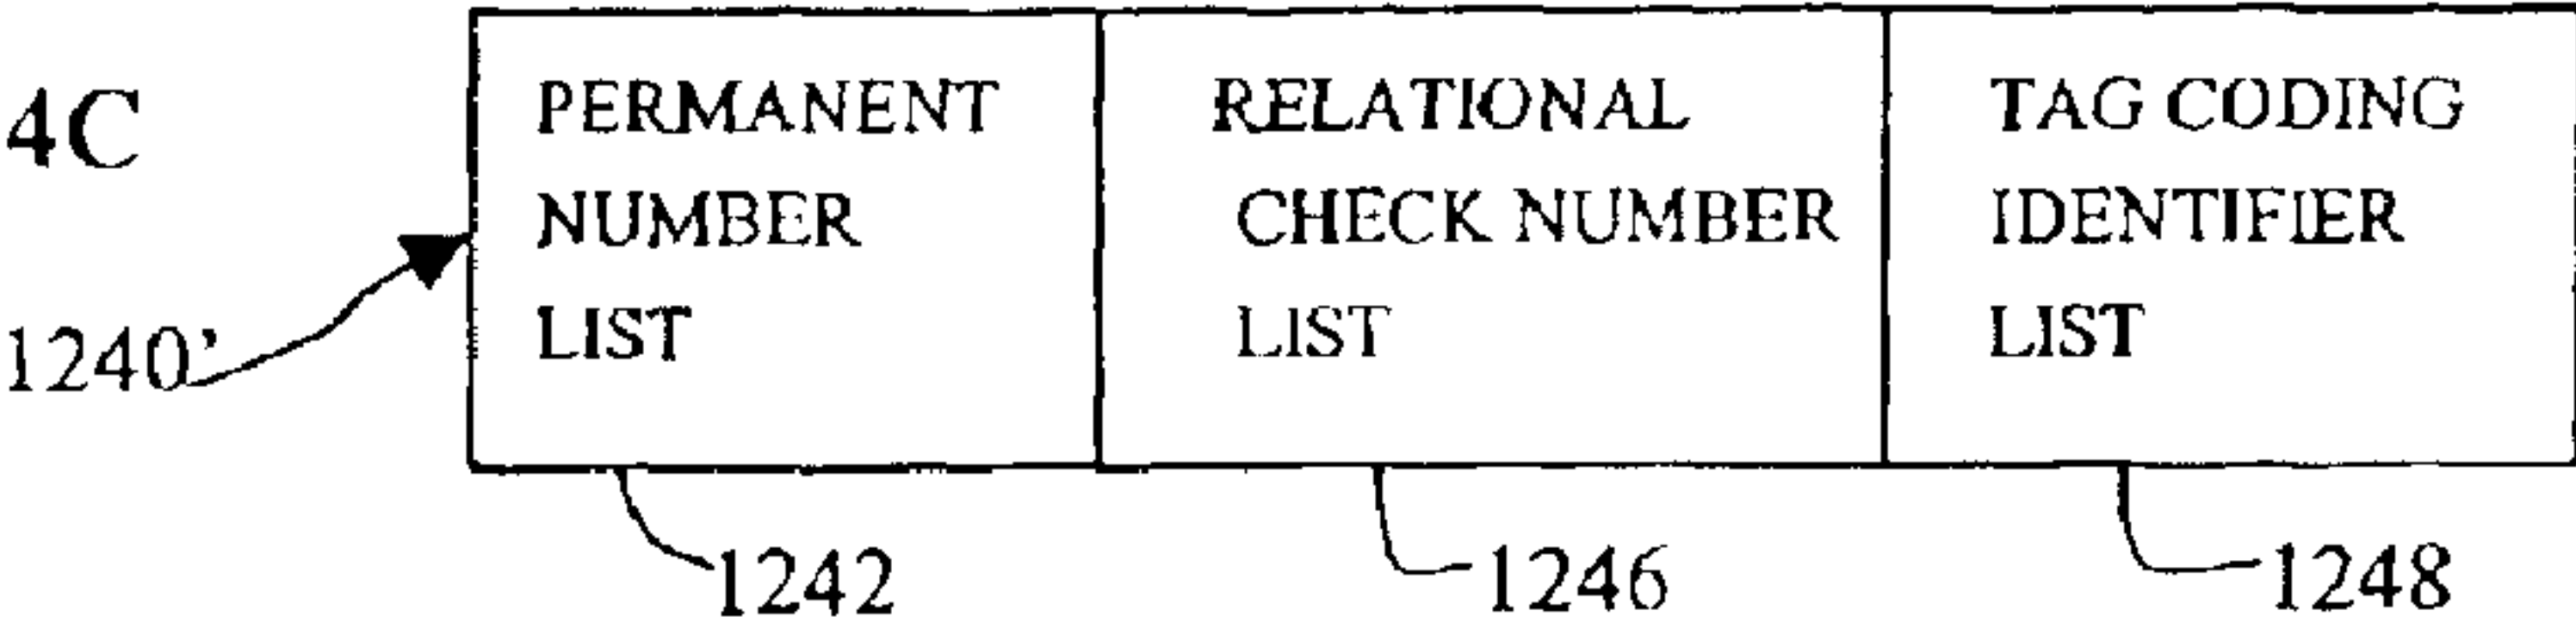 4C
PERMANENT
NUMBER
LIST
RELATIONAL
CHECK NUMBER
LIST
TAG CODING
IDENTIFIER
LIST
1240’
1242
1246
1248